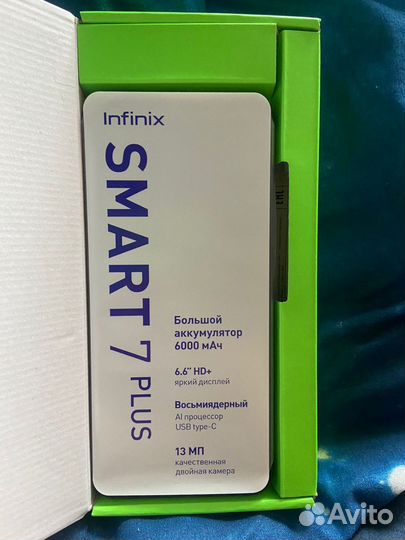 Infinix
SMART 7 PLUS
Большой
аккумулятор
6000 мАч
6.6" HD+
яркий дисплей
Восьмиядерный
AI процессор
USB type-C
13 МП
качественная
двойная камера
EAC
Avito